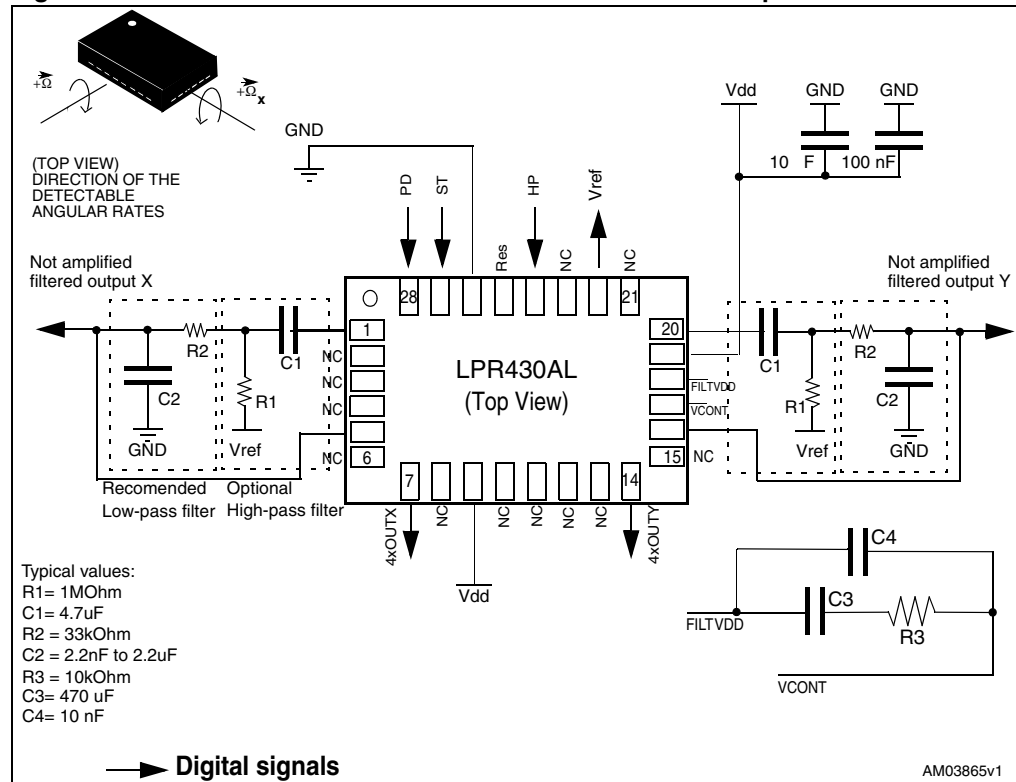 +Ω
+Ωx
GND
(TOP VIEW)
DIRECTION OF THE
DETECTABLE
ANGULAR RATES
PD
ST
Res
HP
NC
Vref
NC
Vdd
GND
GND
10 F
100 nF
Not amplified
filtered output X
Not amplified
filtered output Y
28
21
1
20
R2
C1
C2
R1
GND
Vref
NC
NC
NC
NC
6
LPR430AL
(Top View)
FILTVDD
VCONT
15
NC
C1
R2
R1
C2
Vref
GND
Recomended
Low-pass filter
Optional
High-pass filter
7
14
4xOUTX
NC
NC
NC
NC
NC
4xOUTY
Vdd
Typical values:
R1= 1MOhm
C1= 4.7uF
R2 = 33kOhm
C2 = 2.2nF to 2.2uF
R3 = 10kOhm
C3= 470 uF
C4= 10 nF
C4
C3
R3
FILTVDD
VCONT
Digital signals
AM03865v1